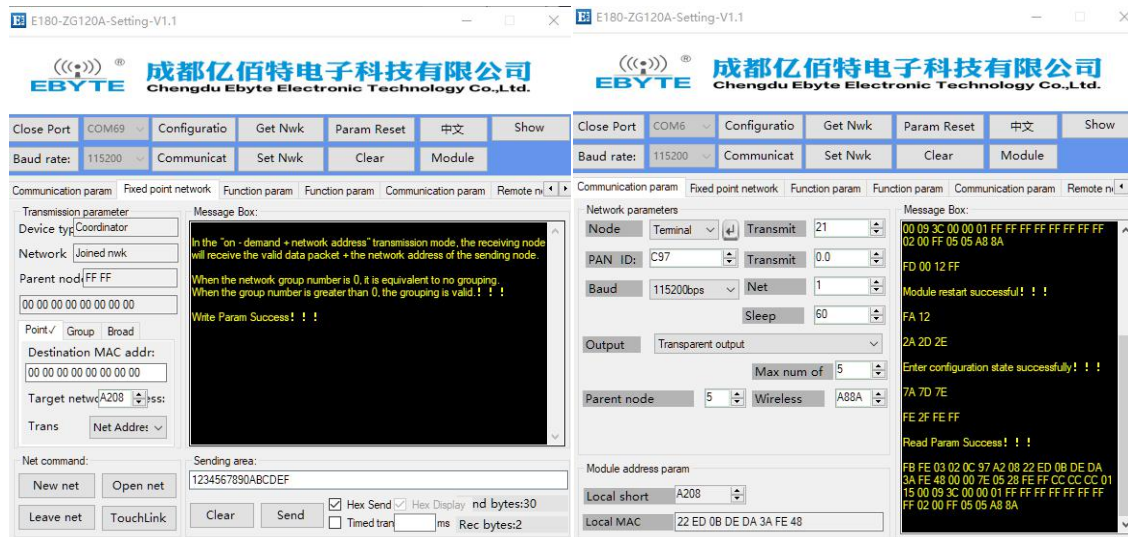 E180-ZG120A-Setting-V1.1
EBYTE ®
成都亿佰特电子科技有限公司
Chengdu Ebyte Electronic Technology Co.,Ltd.
Close Port COM69 Configuratio Get Nwk Param Reset 中文 Show
Baud rate: 115200 Communicat Set Nwk Clear Module
Communication param Fixed point network Function param Function param Communication param Remote n
Transmission parameter
Device typ Coordinator
Network Joined nwk
Parent nod FF FF
00 00 00 00 00 00 00 00
Point✓ Group Broad
Destination MAC addr:
00 00 00 00 00 00 00 00
Target netwo A208 ess:
Trans Net Addres
Message Box:
In the "on - demand + network address" transmission mode, the receiving node
will receive the valid data packet + the network address of the sending node.
When the network group number is 0, it is equivalent to no grouping.
When the group number is greater than 0, the grouping is valid.！！！
Write Param Success！！！
Net command:
New net Open net
Leave net TouchLink
Sending area:
1234567890ABCDEF
Clear Send
Hex Send Hex Display nd bytes:30
Timed tran ms Rec bytes:2
E180-ZG120A-Setting-V1.1
EBYTE ®
成都亿佰特电子科技有限公司
Chengdu Ebyte Electronic Technology Co.,Ltd.
Close Port COM6 Configuratio Get Nwk Param Reset 中文 Show
Baud rate: 115200 Communicat Set Nwk Clear Module
Communication param Fixed point network Function param Function param Communication param Remote n
Network parameters
Node Teminal Transmit 21
PAN ID: C97 Transmit 0.0
Baud 115200bps Net 1
Sleep 60
Output Transparent output
Max num of 5
Parent node 5 Wireless A88A
Module address param
Local short A208
Local MAC 22 ED 0B DE DA 3A FE 48
Message Box:
00 09 3C 00 00 01 FF FF FF FF FF FF FF FF
02 00 FF 05 05 A8 8A
FD 00 12 FF
Module restart successful！！！
FA 12
2A 2D 2E
Enter configuration state successfully！！！
7A 7D 7E
FE 2F FE FF
Read Param Success！！！
FB FE 03 02 0C 97 A2 08 22 ED 0B DE DA
3A FE 48 00 00 7E 05 28 FE FF CC CC CC 01
15 00 09 3C 00 00 01 FF FF FF FF FF FF FF
FF 02 00 FF 05 05 A8 8A